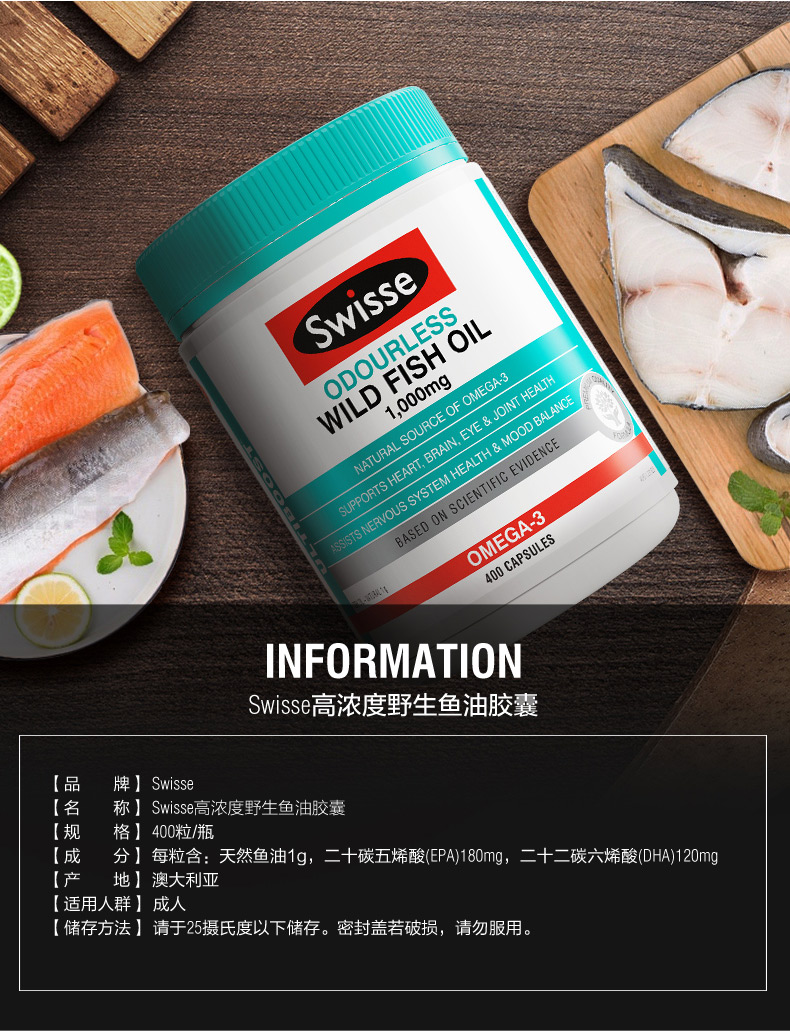 Swisse
ODOURLESS
WILD FISH OIL
1,000mg
NATURAL SOURCE OF OMEGA-3
SUPPORTS HEART, BRAIN, EYE & JOINT HEALTH
ASSISTS NERVOUS SYSTEM HEALTH & MOOD BALANCE
BASED ON SCIENTIFIC EVIDENCE
OMEGA-3
400 CAPSULES
ULTIBOOST
INFORMATION
Swisse高浓度野生鱼油胶囊
【品 牌】Swisse
【名 称】Swisse高浓度野生鱼油胶囊
【规 格】400粒/瓶
【成 分】每粒含：天然鱼油1g，二十碳五烯酸(EPA)180mg，二十二碳六烯酸(DHA)120mg
【产 地】澳大利亚
【适用人群】成人
【储存方法】请于25摄氏度以下储存。密封盖若破损，请勿服用。